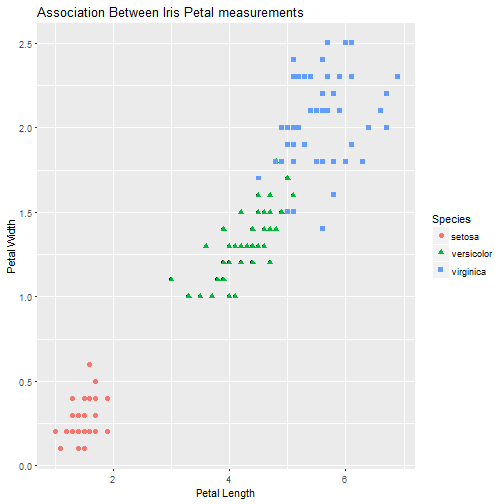 Association Between Iris Petal measurements
2.5
2.0
1.5
1.0
0.5
0.0
Petal Width
2
4
6
Petal Length
Species
setosa
versicolor
virginica